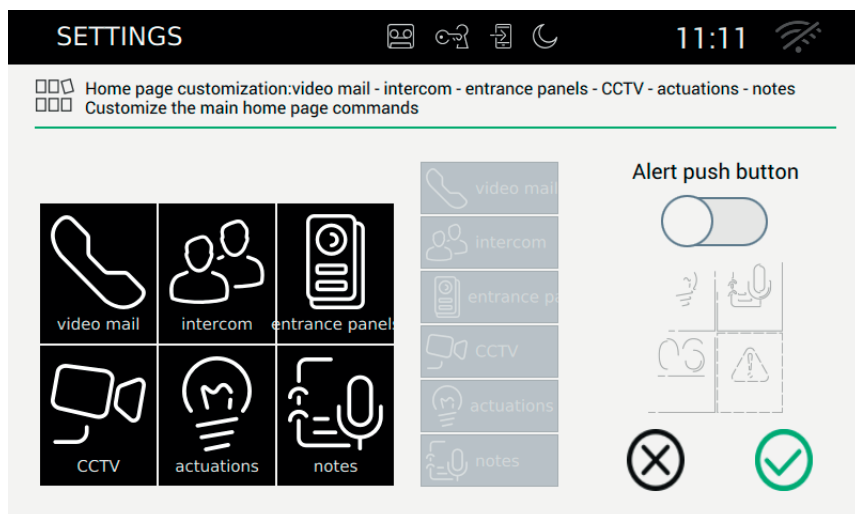 SETTINGS
11:11
Home page customization:video mail - intercom - entrance panels - CCTV - actuations - notes
Customize the main home page commands
video mail
intercom
entrance panels
CCTV
actuations
notes
video mail
intercom
entrance pa
CCTV
actuations
notes
Alert push button